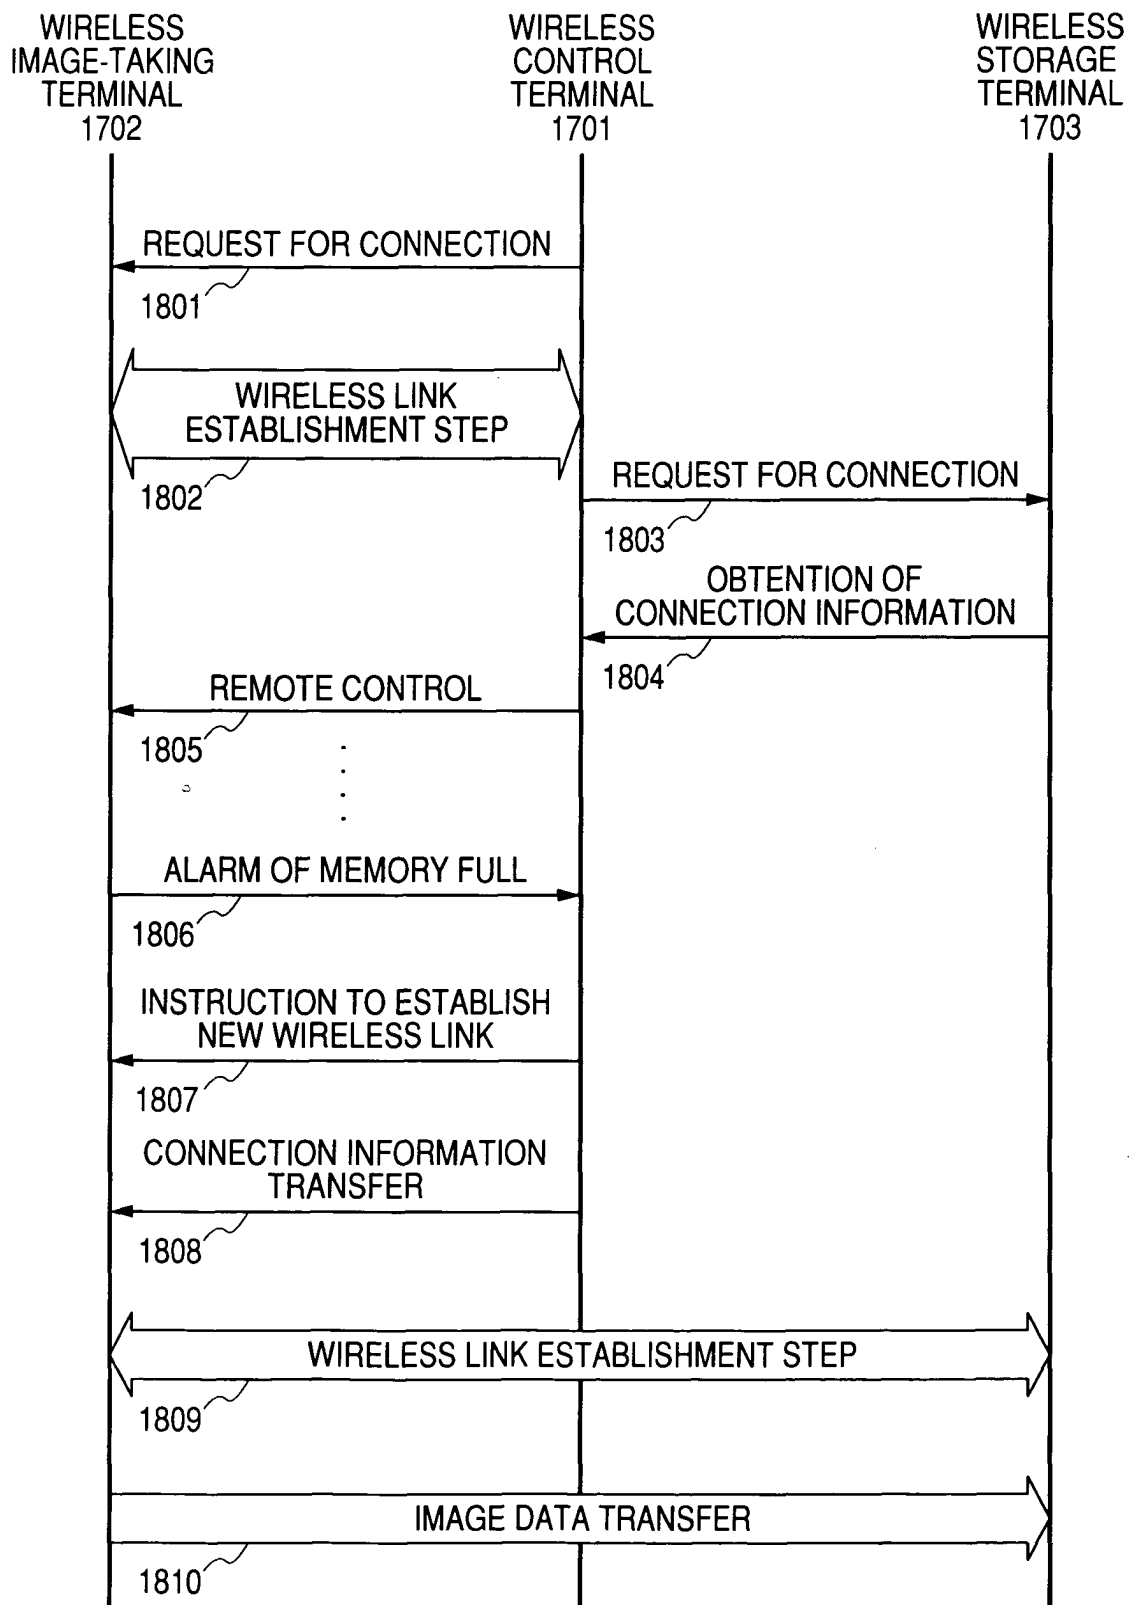 WIRELESS
IMAGE-TAKING
TERMINAL
1702
WIRELESS
CONTROL
TERMINAL
1701
WIRELESS
STORAGE
TERMINAL
1703
REQUEST FOR CONNECTION
1801
WIRELESS LINK
ESTABLISHMENT STEP
1802
REQUEST FOR CONNECTION
1803
OBTENTION OF
CONNECTION INFORMATION
1804
REMOTE CONTROL
1805
ALARM OF MEMORY FULL
1806
INSTRUCTION TO ESTABLISH
NEW WIRELESS LINK
1807
CONNECTION INFORMATION
TRANSFER
1808
WIRELESS LINK ESTABLISHMENT STEP
1809
IMAGE DATA TRANSFER
1810